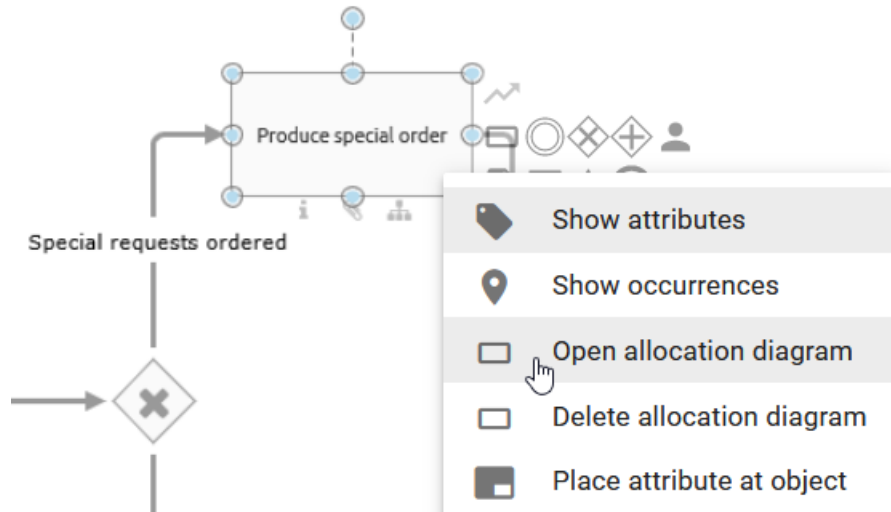 Produce special order
Special requests ordered
Show attributes
Show occurrences
Open allocation diagram
Delete allocation diagram
Place attribute at object